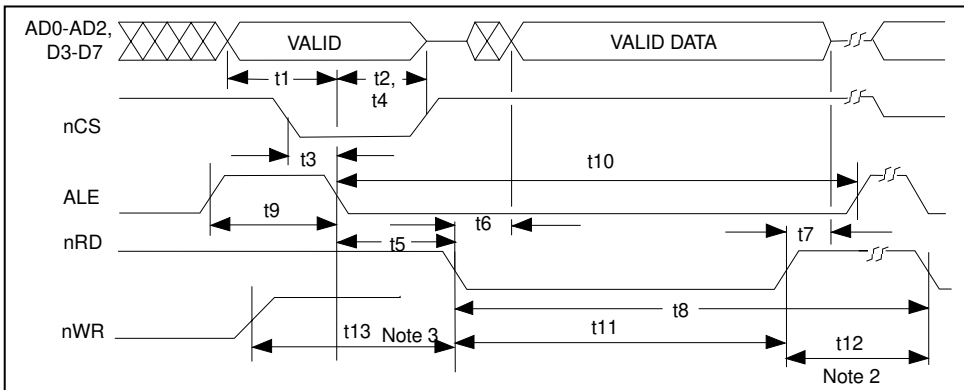 AD0-AD2,
D3-D7
VALID
VALID DATA
t1
t2,
t4
nCS
t3
t10
ALE
t9
t6
t5
t7
nRD
t8
nWR
t13
Note 3
t11
t12
Note 2